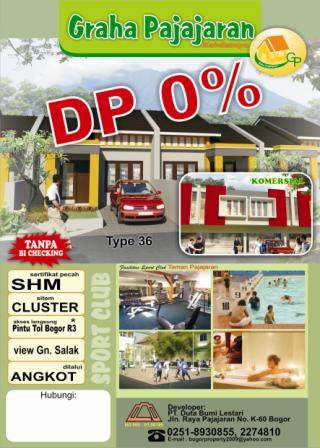 Graha Pajajaran
GP
DP 0%
KOMERSIAL
TANPA
BI CHECKING
Type 36
sertifikat pecah
SHM
sitem
CLUSTER
akses langsung *
Pintu Tol Bogor R3
view Gn. Salak
dilalui
ANGKOT
Hubungi:
SPORT CLUB
Fasilitas Sport Club Taman Pajajaran
Developer:
PT. Duta Bumi Lestari
Jln. Raya Pajajaran No. K-60 Bogor
0251-8930855, 2274810
E-mail : bogorproperty2009@yahoo.com